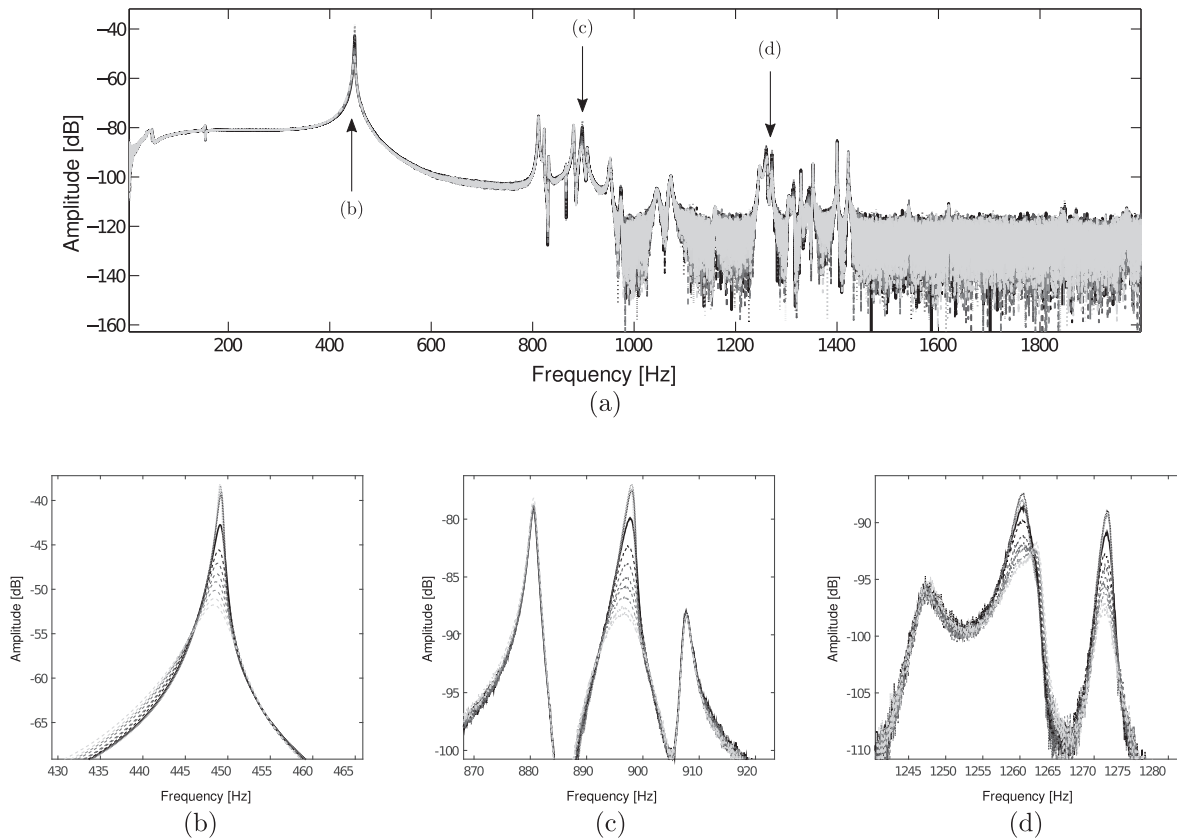 (c)
(d)
(b)
Amplitude [dB]
−40
−60
−80
−100
−120
−140
−160
200 400 600 800 1000 1200 1400 1600 1800
Frequency [Hz]
(a)
Amplitude [dB]
-40
-45
-50
-55
-60
-65
430 435 440 445 450 455 460 465
Frequency [Hz]
(b)
Amplitude [dB]
-80
-85
-90
-95
-100
870 880 890 900 910 920
Frequency [Hz]
(c)
Amplitude [dB]
-90
-95
-100
-105
-110
1245 1250 1255 1260 1265 1270 1275 1280
Frequency [Hz]
(d)